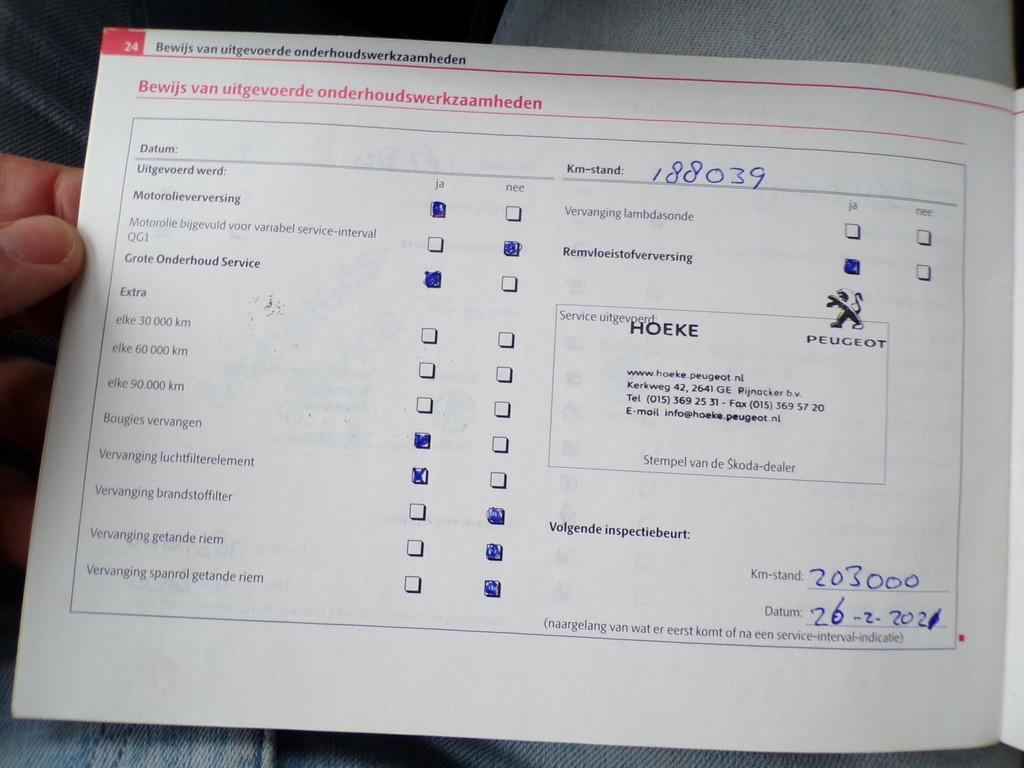 24 Bewijs van uitgevoerde onderhoudswerkzaamheden
Bewijs van uitgevoerde onderhoudswerkzaamheden
Datum:
Uitgevoerd werd:
ja nee
Motorolieverversing
Motorolie bijgevuld voor variabel service-interval
QG1
Grote Onderhoud Service
Extra
elke 30 000 km
elke 60 000 km
elke 90.000 km
Bougies vervangen
Vervanging luchtfilterelement
Vervanging brandstoffilter
Vervanging getande riem
Vervanging spanrol getande riem
Km-stand: 188039
ja nee
Vervanging lambdasonde
Remvloeistofverversing
Service uitgevoerd:
HOEKE
PEUGEOT
www.hoeke.peugeot.nl
Kerkweg 42, 2641 GE Pijnacker b.v.
Tel (015) 369 25 31 - Fax (015) 369 57 20
E-mail info@hoeke.peugeot.nl
Stempel van de Škoda-dealer
Volgende inspectiebeurt:
Km-stand: 203000
Datum: 26-2-2021
(naargelang van wat er eerst komt of na een service-interval-indicatie)